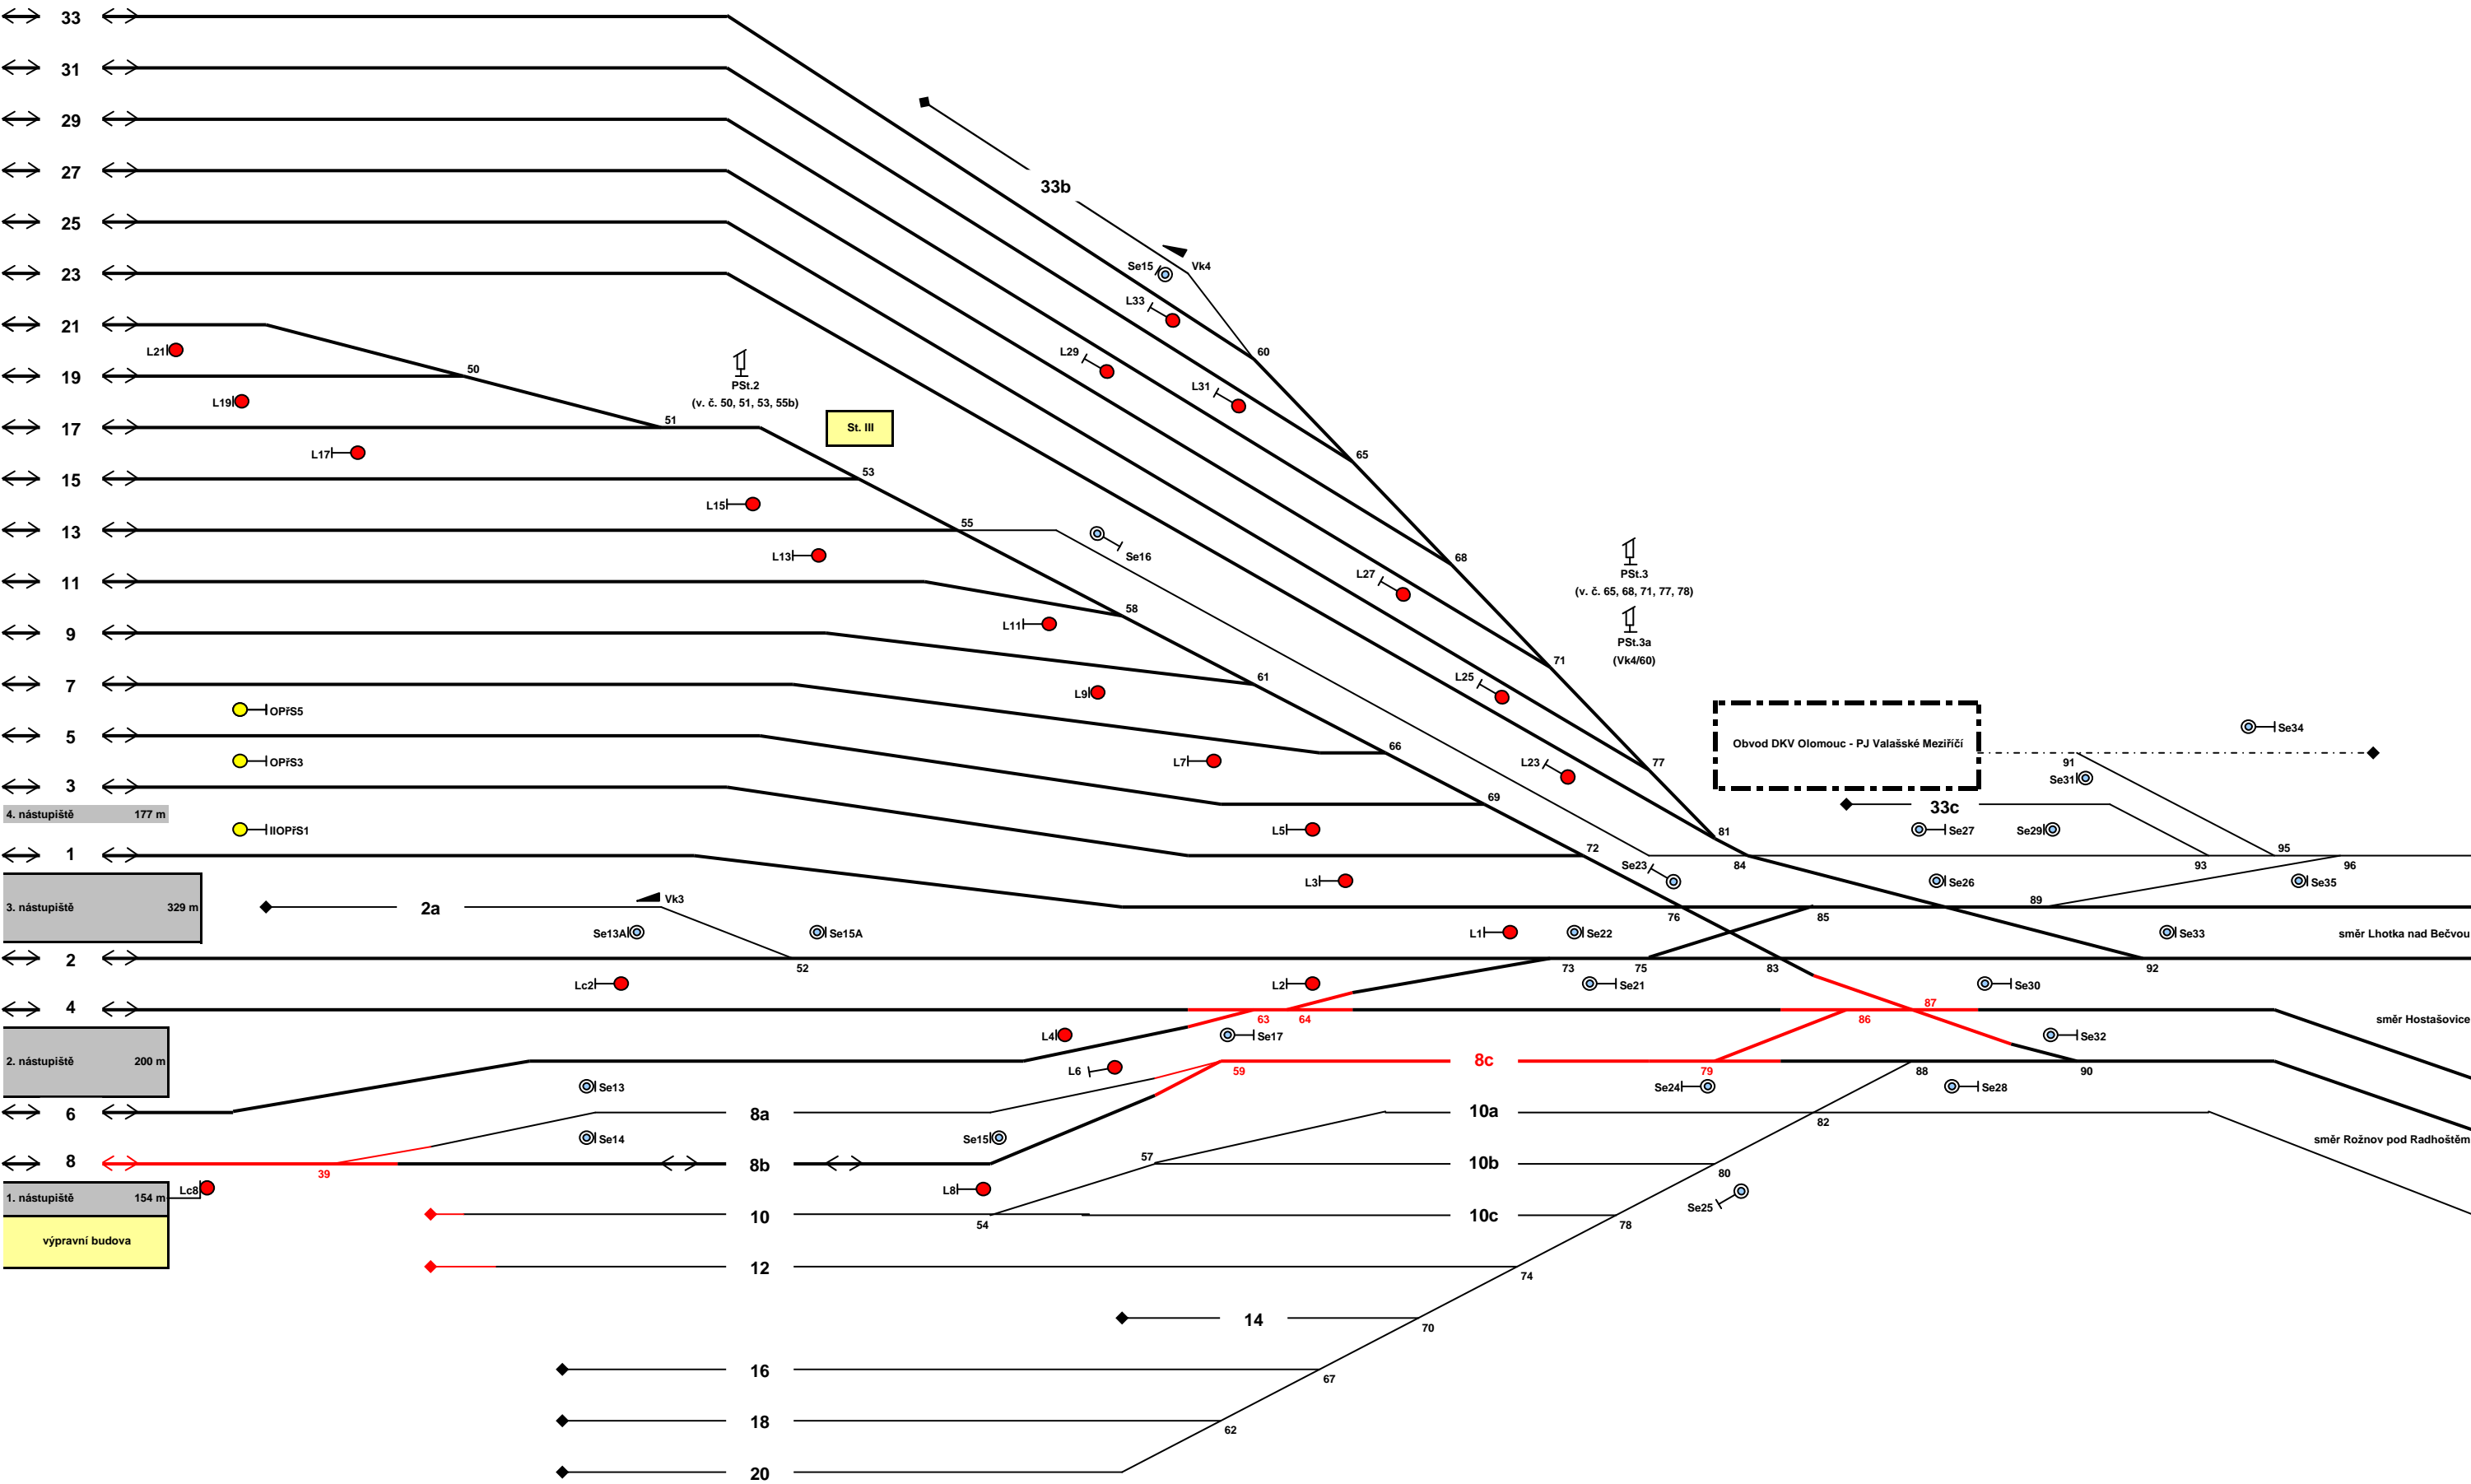 33
31
29
27
33b
25
23
Se15 Vk4
L33
21
L21
60
L29
19
50
PSt.2
L31
L19
(v. č. 50, 51, 53, 55b)
17
51
St. III
L17
65
15
53
L15
13
55
L13
Se16
68
PSt.3
L27
(v. č. 65, 68, 71, 77, 78)
11
58
L11
9
PSt.3a
(Vk4/60)
71
61
7
L9
L25
OPřS5
Se34
5
66
Obvod DKV Olomouc - PJ Valašské Meziříčí
OPřS3
L7
L23
77
91
Se31
3
69
33c
4. nástupiště 177 m
IIOPřS1
L5
81
Se27
Se29
1
72
Se23
84
93
95
96
L3
Se26
Se35
3. nástupiště 329 m
2a
Vk3
76
85
89
Se13A
Se15A
L1
Se22
Se33
směr Lhotka nad Bečvou
2
52
73
75
83
92
Lc2
L2
Se21
Se30
4
63
64
86
87
směr Hostašovice
L4
Se17
Se32
2. nástupiště 200 m
L6
59
8c
79
88
90
Se13
Se24
Se28
6
8a
10a
82
Se14
Se15
směr Rožnov pod Radhoštěm
8
39
8b
57
10b
80
1. nástupiště 154 m
Lc8
L8
Se25
10
54
10c
78
výpravní budova
12
74
14
70
16
67
18
62
20